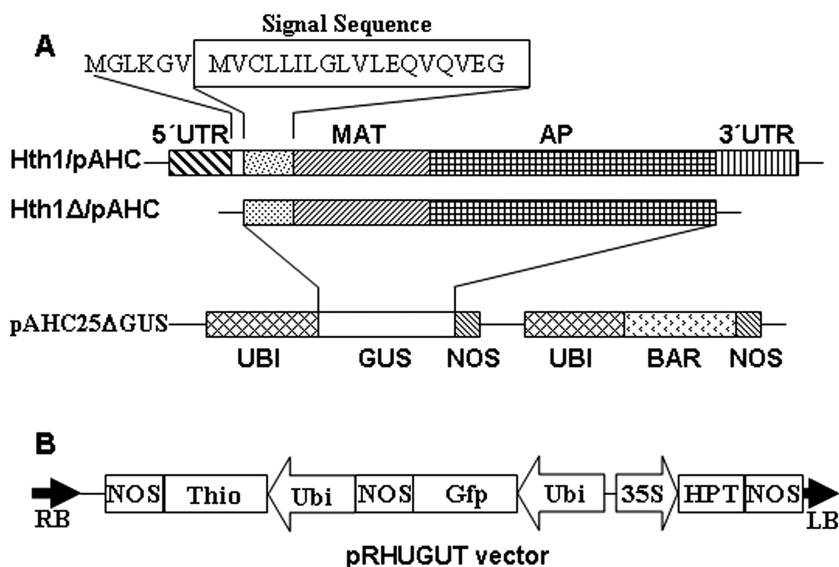 Signal Sequence
A
MGLKGV MVCLLILGLVLEQVQVEG
5´UTR MAT AP 3´UTR
Hth1/pAHC
Hth1Δ/pAHC
pAHC25ΔGUS
UBI GUS NOS UBI BAR NOS
B
NOS Thio Ubi NOS Gfp Ubi 35S HPT NOS
RB LB
pRHUGUT vector